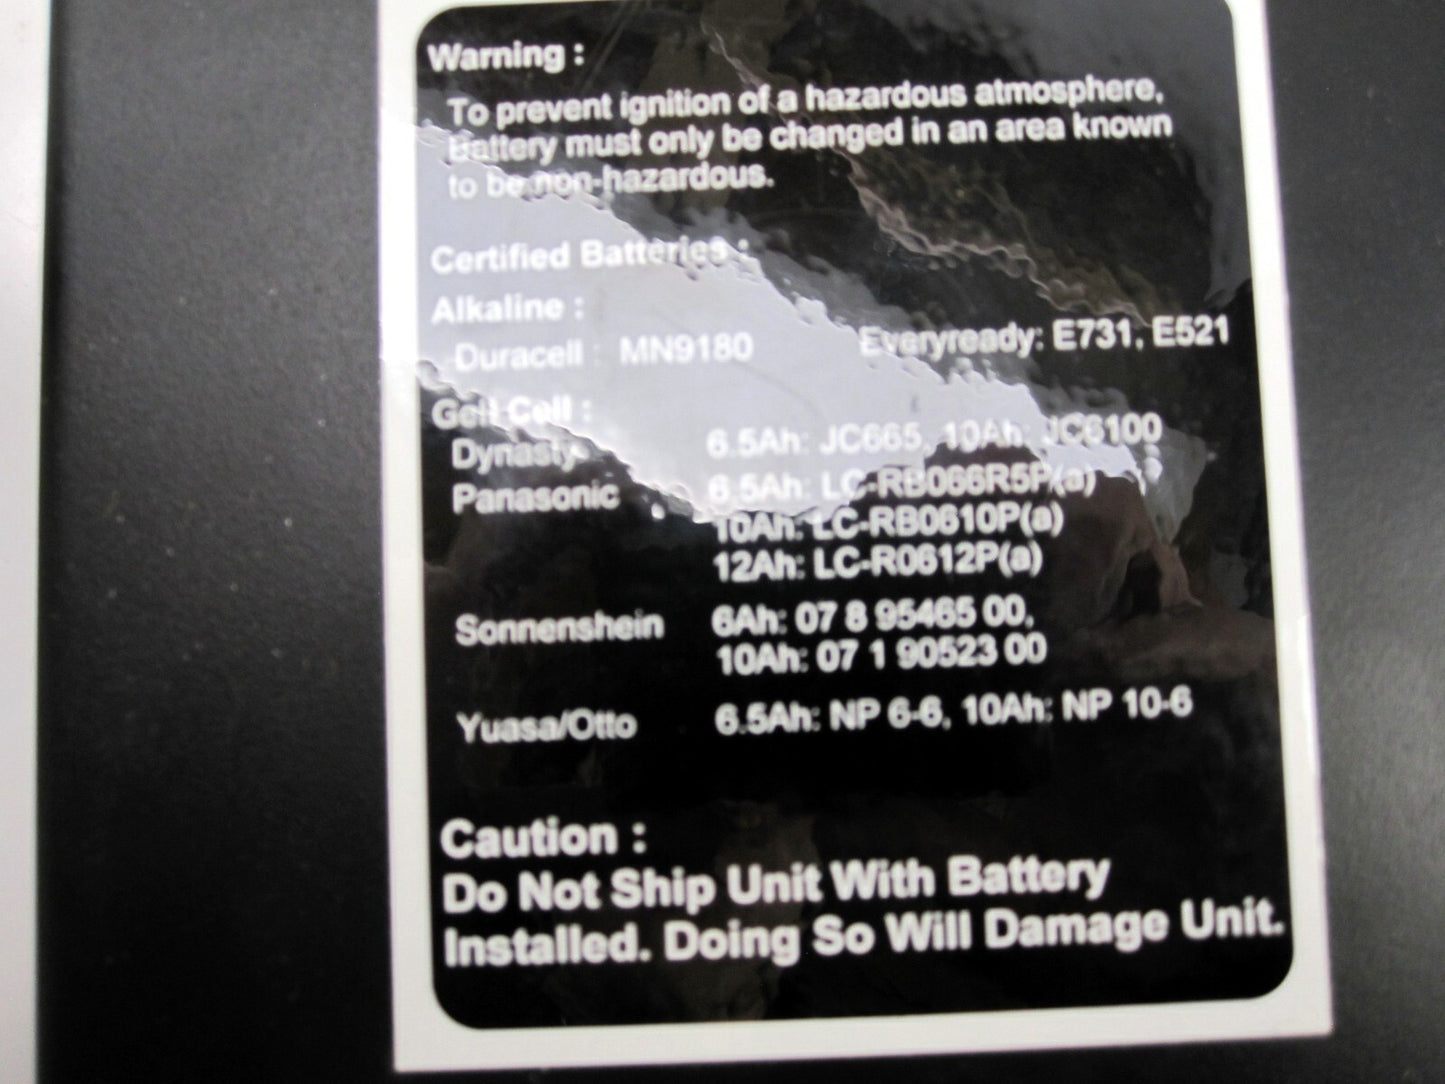 Warning :
To prevent ignition of a hazardous atmosphere,
Battery must only be changed in an area known
to be non-hazardous.
Certified Batteries :
Alkaline :
Duracell : MN9180 Everyready: E731, E521
Gell Cell :
Dynasty 6.5Ah: JC665, 10Ah: JC6100
Panasonic 6.5Ah: LC-RB066R5P(a)
10Ah: LC-RB0610P(a)
12Ah: LC-R0612P(a)
Sonnenshein 6Ah: 07 8 95465 00,
10Ah: 07 1 90523 00
Yuasa/Otto 6.5Ah: NP 6-6, 10Ah: NP 10-6
Caution :
Do Not Ship Unit With Battery
Installed. Doing So Will Damage Unit.